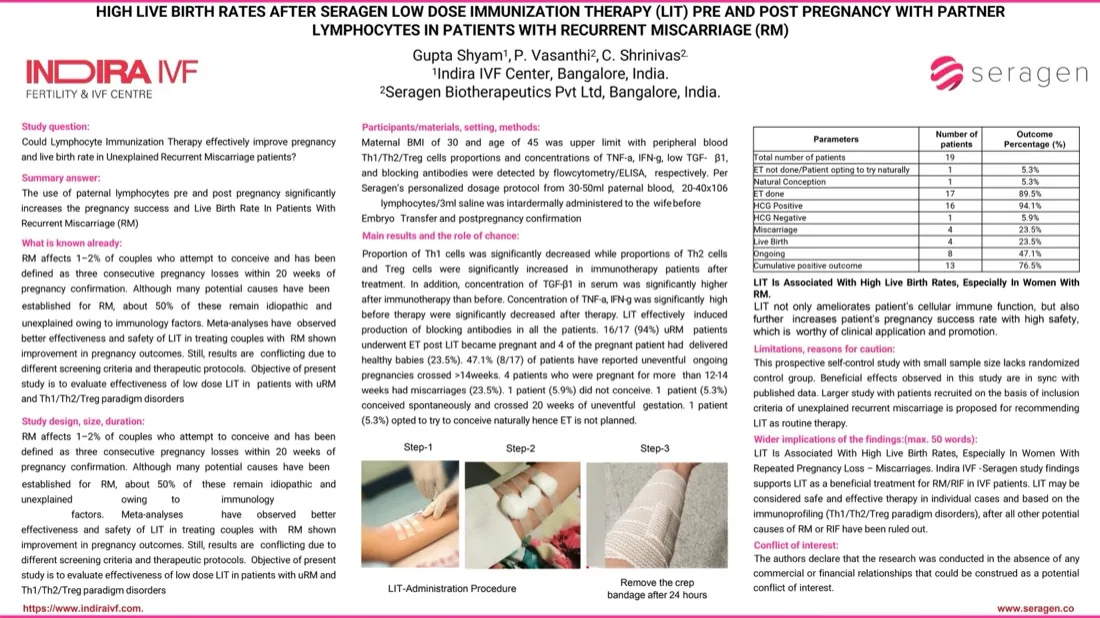 HIGH LIVE BIRTH RATES AFTER SERAGEN LOW DOSE IMMUNIZATION THERAPY (LIT) PRE AND POST PREGNANCY WITH PARTNER
LYMPHOCYTES IN PATIENTS WITH RECURRENT MISCARRIAGE (RM)
Gupta Shyam1, P. Vasanthi2, C. Shrinivas2.
1Indira IVF Center, Bangalore, India.
2Seragen Biotherapeutics Pvt Ltd, Bangalore, India.
INDIRA IVF
FERTILITY & IVF CENTRE
seragen
Study question:
Could Lymphocyte Immunization Therapy effectively improve pregnancy
and live birth rate in Unexplained Recurrent Miscarriage patients?
Summary answer:
The use of paternal lymphocytes pre and post pregnancy significantly
increases the pregnancy success and Live Birth Rate In Patients With
Recurrent Miscarriage (RM)
What is known already:
RM affects 1–2% of couples who attempt to conceive and has been
defined as three consecutive pregnancy losses within 20 weeks of
pregnancy confirmation. Although many potential causes have been
established for RM, about 50% of these remain idiopathic and
unexplained owing to immunology factors. Meta-analyses have observed
better effectiveness and safety of LIT in treating couples with RM shown
improvement in pregnancy outcomes. Still, results are conflicting due to
different screening criteria and therapeutic protocols. Objective of present
study is to evaluate effectiveness of low dose LIT in patients with uRM
and Th1/Th2/Treg paradigm disorders
Study design, size, duration:
RM affects 1–2% of couples who attempt to conceive and has been
defined as three consecutive pregnancy losses within 20 weeks of
pregnancy confirmation. Although many potential causes have been
established for RM, about 50% of these remain idiopathic and
unexplained owing to immunology
factors. Meta-analyses have observed better
effectiveness and safety of LIT in treating couples with RM shown
improvement in pregnancy outcomes. Still, results are conflicting due to
different screening criteria and therapeutic protocols. Objective of present
study is to evaluate effectiveness of low dose LIT in patients with uRM and
Th1/Th2/Treg paradigm disorders
https://www.indiraivf.com.
Participants/materials, setting, methods:
Maternal BMI of 30 and age of 45 was upper limit with peripheral blood
Th1/Th2/Treg cells proportions and concentrations of TNF-a, IFN-g, low TGF- β1,
and blocking antibodies were detected by flowcytometry/ELISA, respectively. Per
Seragen's personalized dosage protocol from 30-50ml paternal blood, 20-40x106
lymphocytes/3ml saline was intardermally administered to the wife before
Embryo Transfer and postpregnancy confirmation
Main results and the role of chance:
Proportion of Th1 cells was significantly decreased while proportions of Th2 cells
and Treg cells were significantly increased in immunotherapy patients after
treatment. In addition, concentration of TGF-β1 in serum was significantly higher
after immunotherapy than before. Concentration of TNF-a, IFN-g was significantly high
before therapy were significantly decreased after therapy. LIT effectively induced
production of blocking antibodies in all the patients. 16/17 (94%) uRM patients
underwent ET post LIT became pregnant and 4 of the pregnant patient had delivered
healthy babies (23.5%). 47.1% (8/17) of patients have reported uneventful ongoing
pregnancies crossed >14weeks. 4 patients who were pregnant for more than 12-14
weeks had miscarriages (23.5%). 1 patient (5.9%) did not conceive. 1 patient (5.3%)
conceived spontaneously and crossed 20 weeks of uneventful gestation. 1 patient
(5.3%) opted to try to conceive naturally hence ET is not planned.
Step-1 Step-2 Step-3
LIT-Administration Procedure
Remove the crep
bandage after 24 hours
Parameters Number of patients Outcome Percentage (%)
Total number of patients 19
ET not done/Patient opting to try naturally 1 5.3%
Natural Conception 1 5.3%
ET done 17 89.5%
HCG Positive 16 94.1%
HCG Negative 1 5.9%
Miscarriage 4 23.5%
Live Birth 4 23.5%
Ongoing 8 47.1%
Cumulative positive outcome 13 76.5%
LIT Is Associated With High Live Birth Rates, Especially In Women With
RM.
LIT not only ameliorates patient's cellular immune function, but also
further increases patient's pregnancy success rate with high safety,
which is worthy of clinical application and promotion.
Limitations, reasons for caution:
This prospective self-control study with small sample size lacks randomized
control group. Beneficial effects observed in this study are in sync with
published data. Larger study with patients recruited on the basis of inclusion
criteria of unexplained recurrent miscarriage is proposed for recommending
LIT as routine therapy.
Wider implications of the findings:(max. 50 words):
LIT Is Associated With High Live Birth Rates, Especially In Women With
Repeated Pregnancy Loss – Miscarriages. Indira IVF -Seragen study findings
supports LIT as a beneficial treatment for RM/RIF in IVF patients. LIT may be
considered safe and effective therapy in individual cases and based on the
immunoprofiling (Th1/Th2/Treg paradigm disorders), after all other potential
causes of RM or RIF have been ruled out.
Conflict of interest:
The authors declare that the research was conducted in the absence of any
commercial or financial relationships that could be construed as a potential
conflict of interest.
www.seragen.co